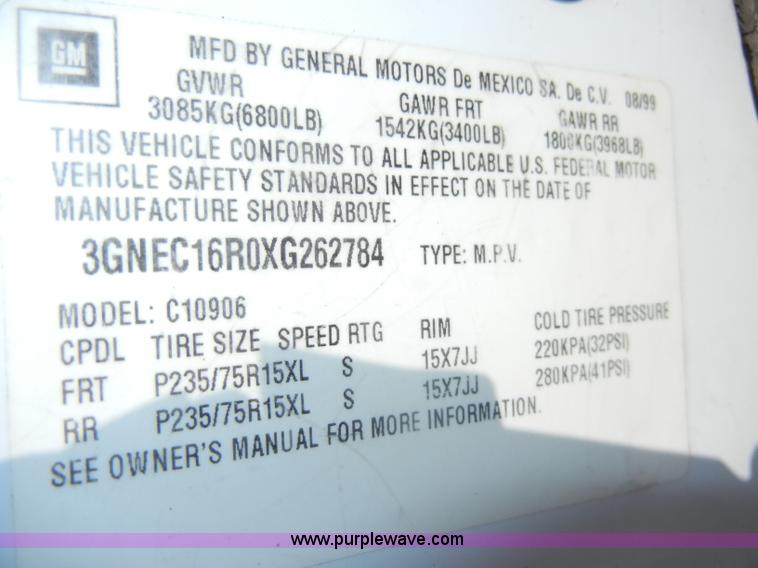 GM
MFD BY GENERAL MOTORS De MEXICO SA. De C.V. 08/99
GVWR GAWR FRT GAWR RR
3085KG(6800LB) 1542KG(3400LB) 1800KG(3968LB)
THIS VEHICLE CONFORMS TO ALL APPLICABLE U.S. FEDERAL MOTOR
VEHICLE SAFETY STANDARDS IN EFFECT ON THE DATE OF
MANUFACTURE SHOWN ABOVE.
3GNEC16R0XG262784 TYPE: M.P.V.
MODEL: C10906
CPDL TIRE SIZE SPEED RTG RIM COLD TIRE PRESSURE
FRT P235/75R15XL S 15X7JJ 220KPA(32PSI)
RR P235/75R15XL S 15X7JJ 280KPA(41PSI)
SEE OWNER'S MANUAL FOR MORE INFORMATION.
www.purplewave.com